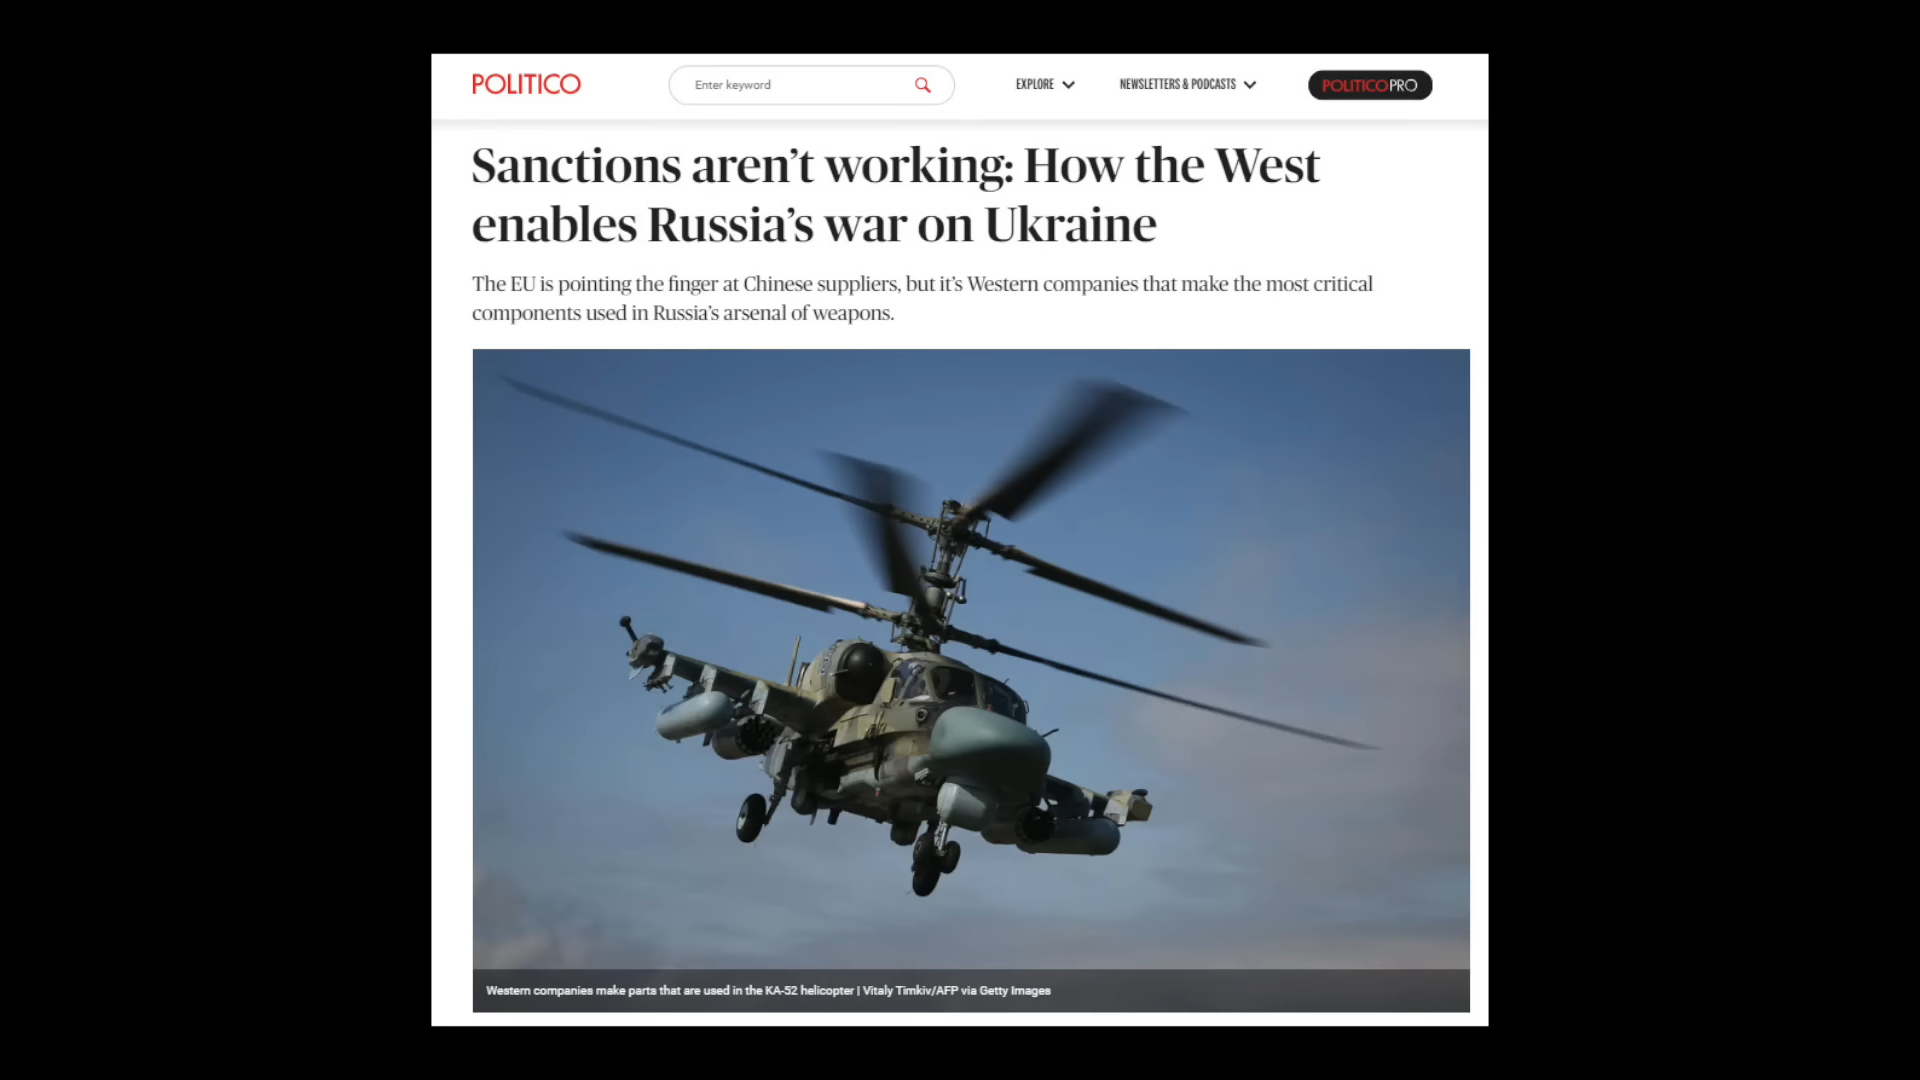 POLITICO
Enter keyword
EXPLORE
NEWSLETTERS & PODCASTS
POLITICOPRO
Sanctions aren’t working: How the West
enables Russia’s war on Ukraine
The EU is pointing the finger at Chinese suppliers, but it’s Western companies that make the most critical
components used in Russia’s arsenal of weapons.
Western companies make parts that are used in the KA-52 helicopter | Vitaly Timkiv/AFP via Getty Images